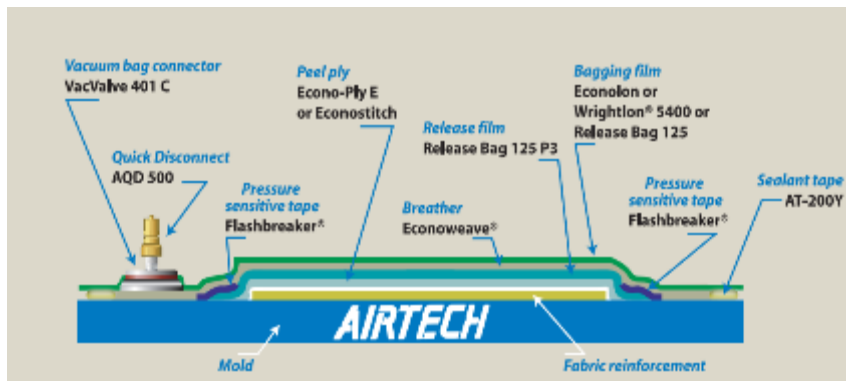 Vacuum bag connector
VacValve 401 C
Quick Disconnect
AQD 500
Pressure
sensitive tape
Flashbreaker®
Peel ply
Econo-Ply E
or Econostitch
Release film
Release Bag 125 P3
Breather
Econoweave®
Bagging film
Econolon or
Wrightlon® 5400 or
Release Bag 125
Pressure
sensitive tape
Flashbreaker®
Sealant tape
AT-200Y
AIRTECH
Mold
Fabric reinforcement